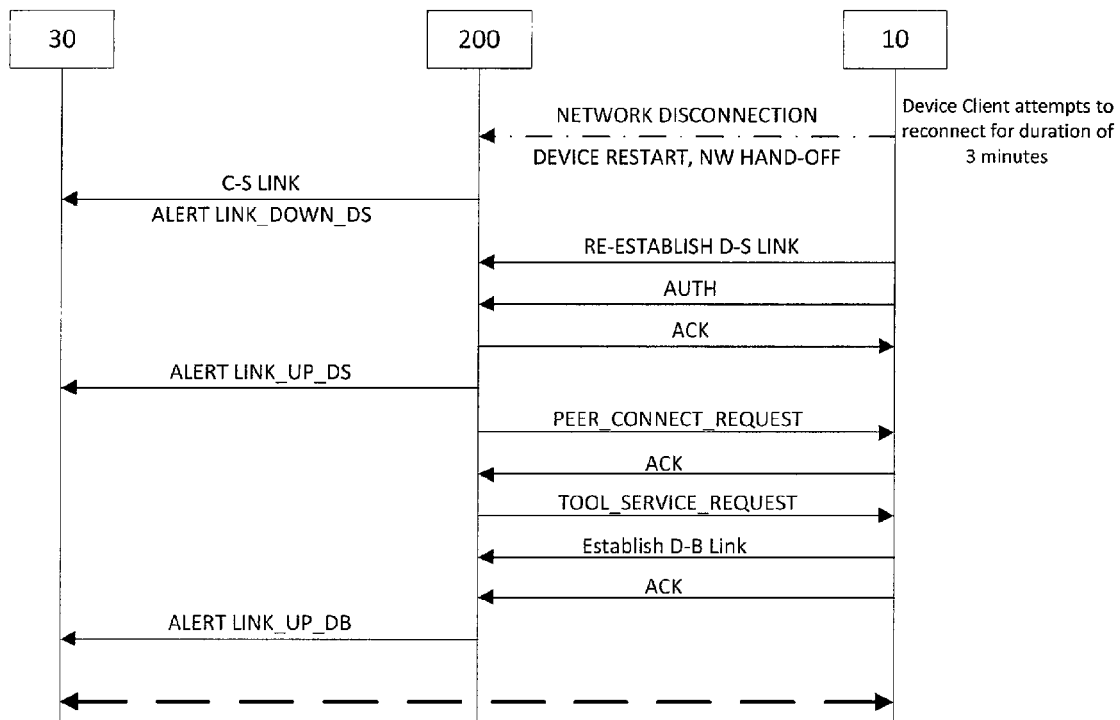 30
200
10
NETWORK DISCONNECTION
Device Client attempts to
reconnect for duration of
3 minutes
DEVICE RESTART, NW HAND-OFF
C-S LINK
ALERT LINK_DOWN_DS
RE-ESTABLISH D-S LINK
AUTH
ACK
ALERT LINK_UP_DS
PEER_CONNECT_REQUEST
ACK
TOOL_SERVICE_REQUEST
Establish D-B Link
ACK
ALERT LINK_UP_DB